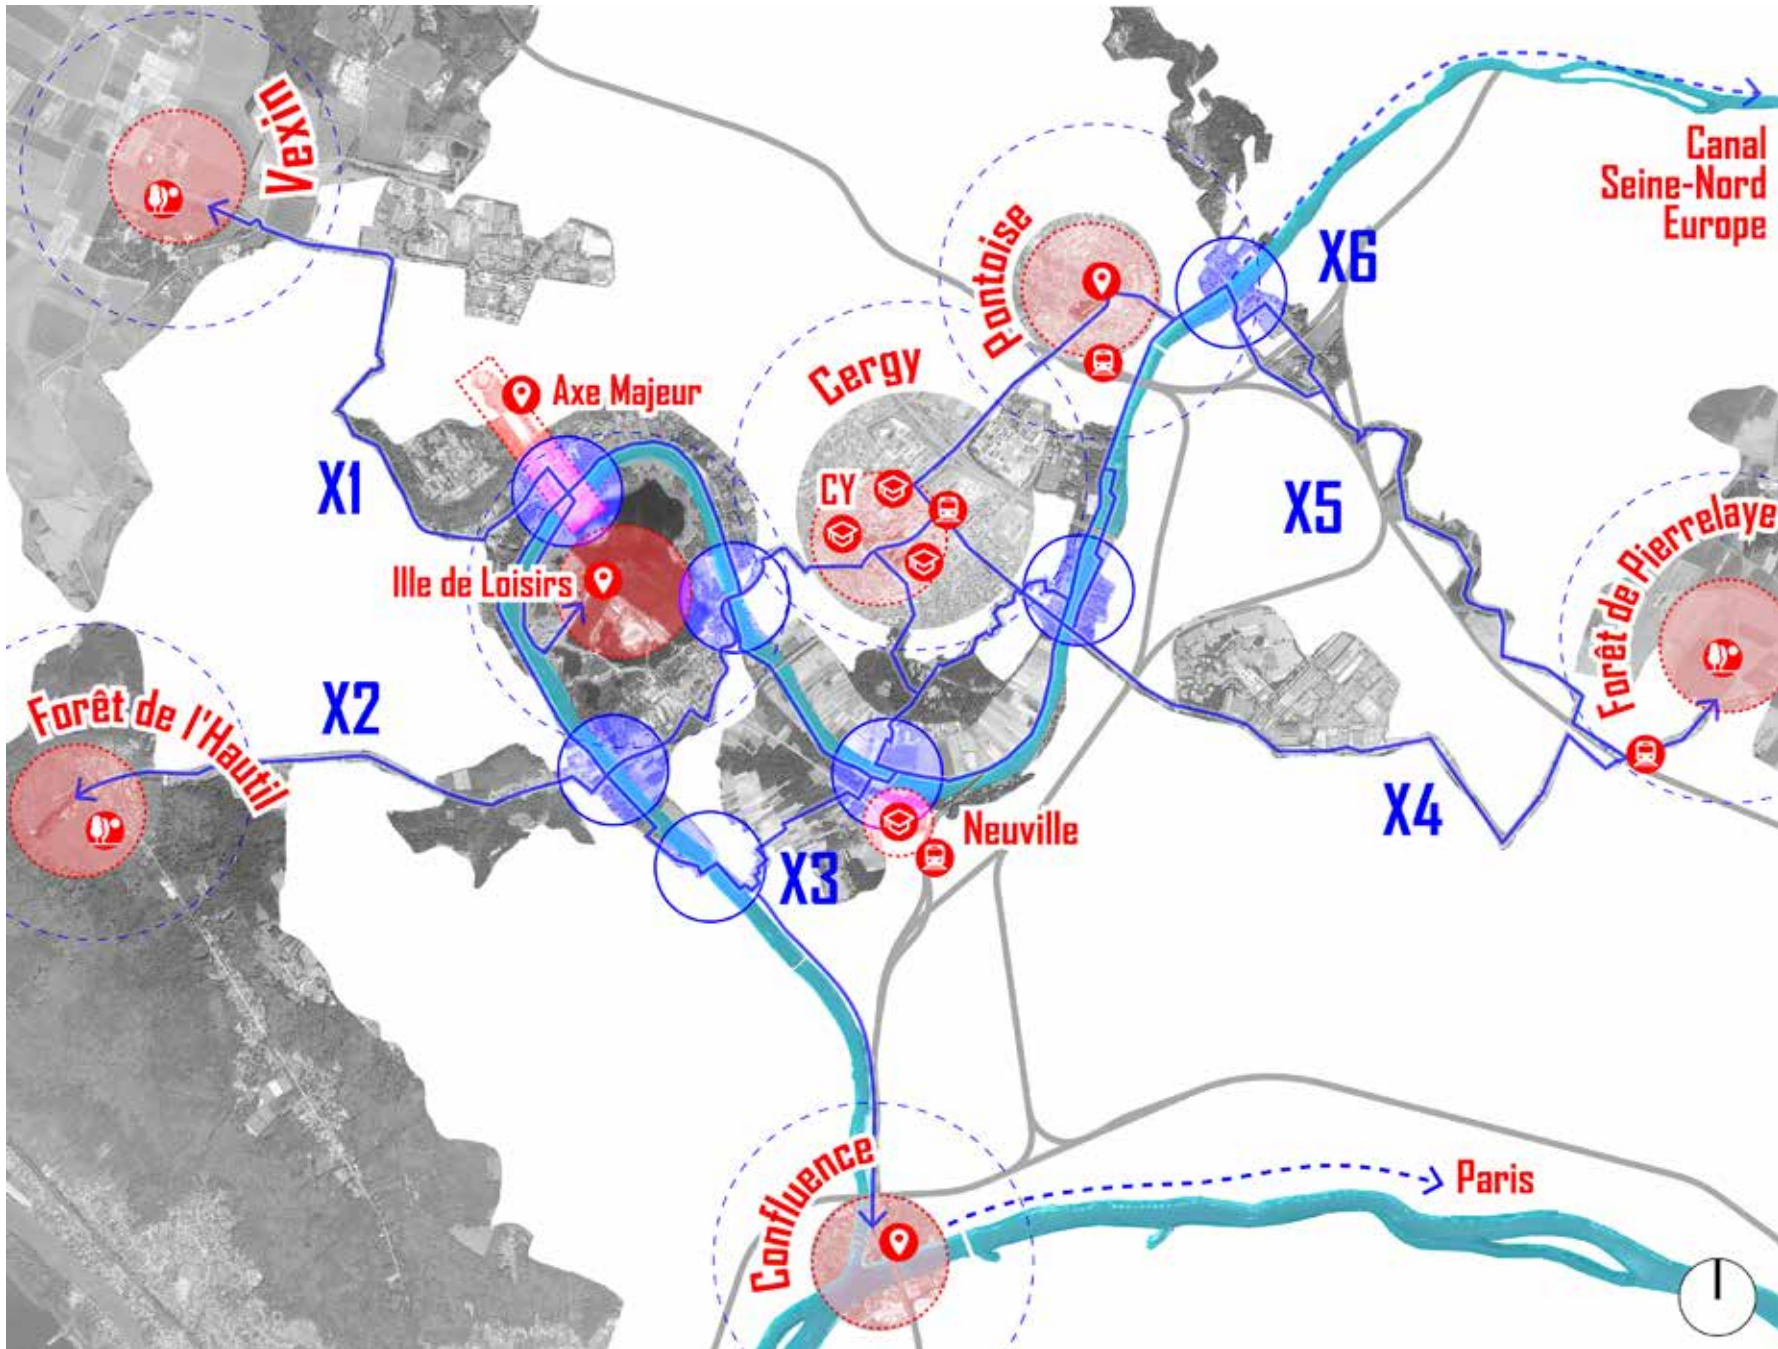 Vexin
Canal
Seine-Nord
Europe
X6
Pontoise
Axe Majeur
Cergy
X1
CY
X5
Ille de Loisirs
Forêt de Pierrelaye
Forêt de l'Hautil
X2
X4
Neuville
X3
Confluence
Paris